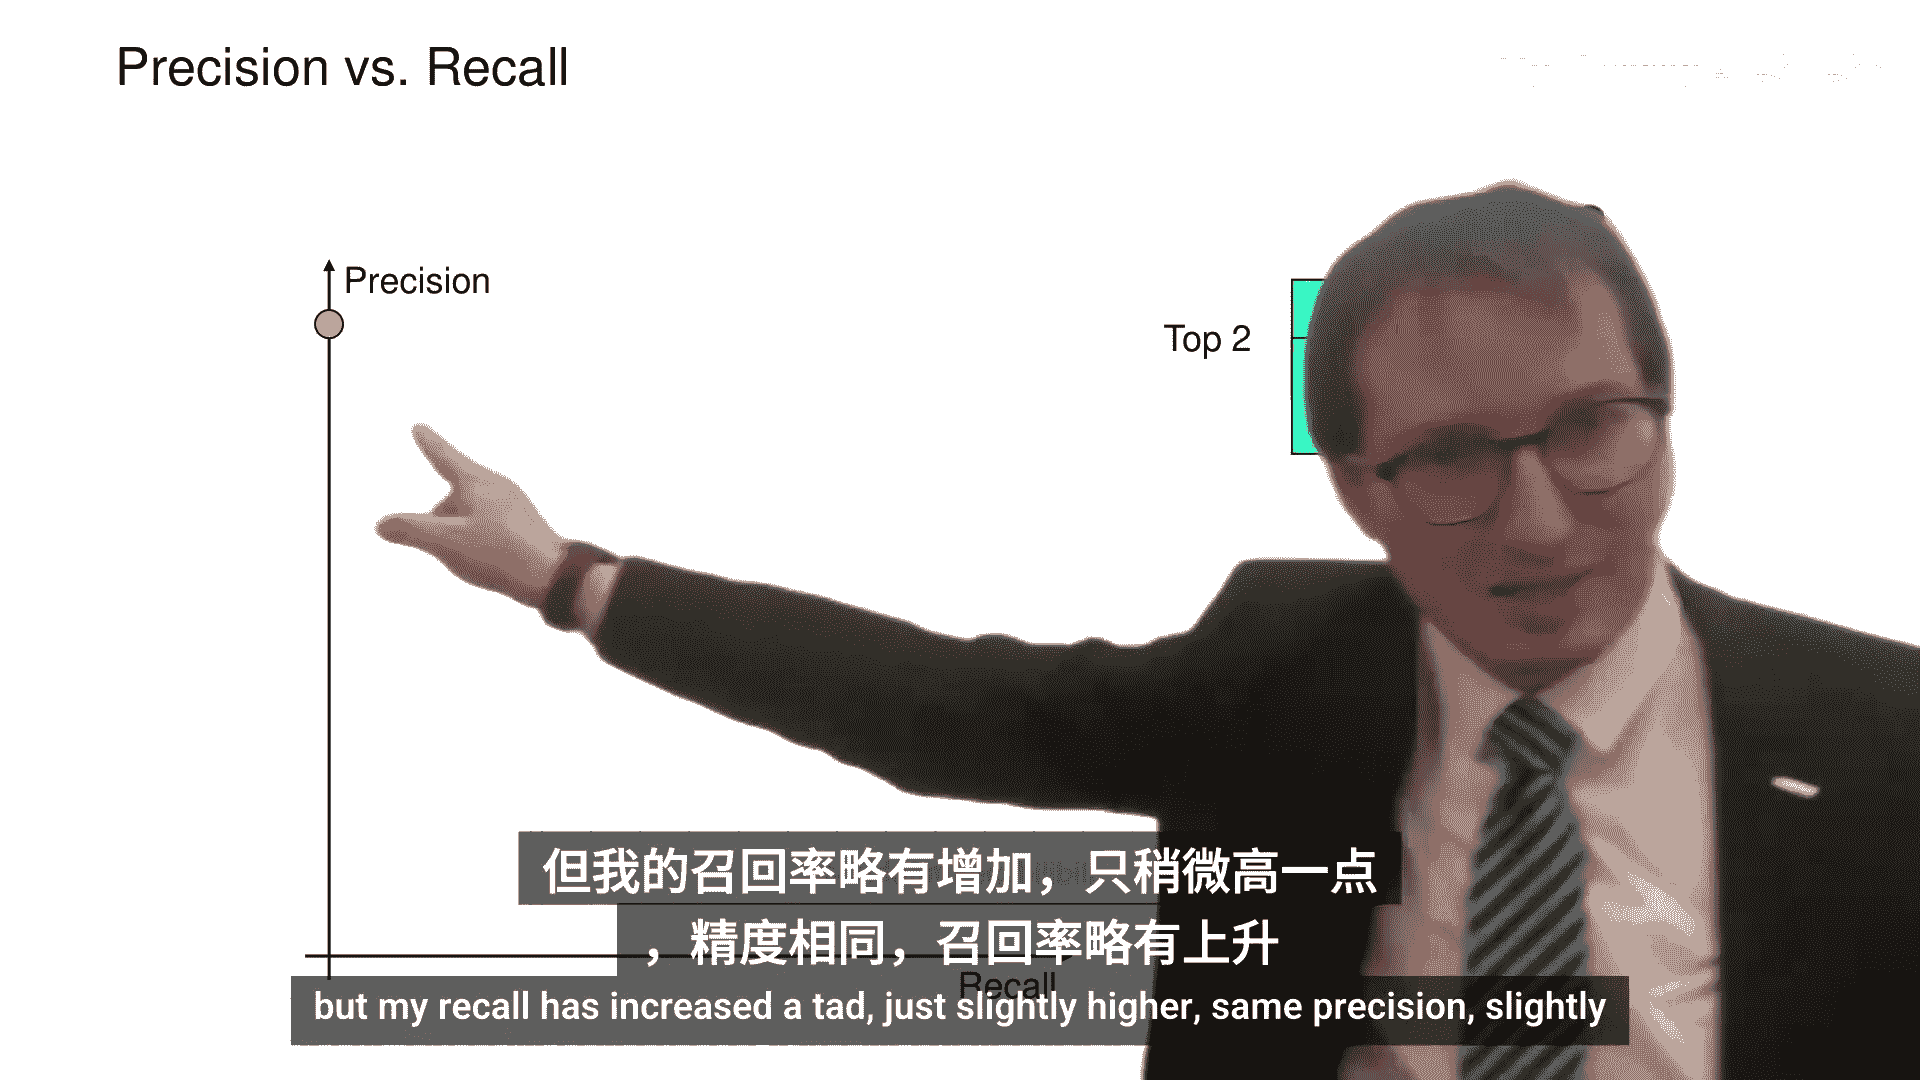 Precision vs. Recall
Precision
Top 2
但我的召回率略有增加，只稍微高一点
，精度相同，召回率略有上升
Recall
but my recall has increased a tad, just slightly higher, same precision, slightly